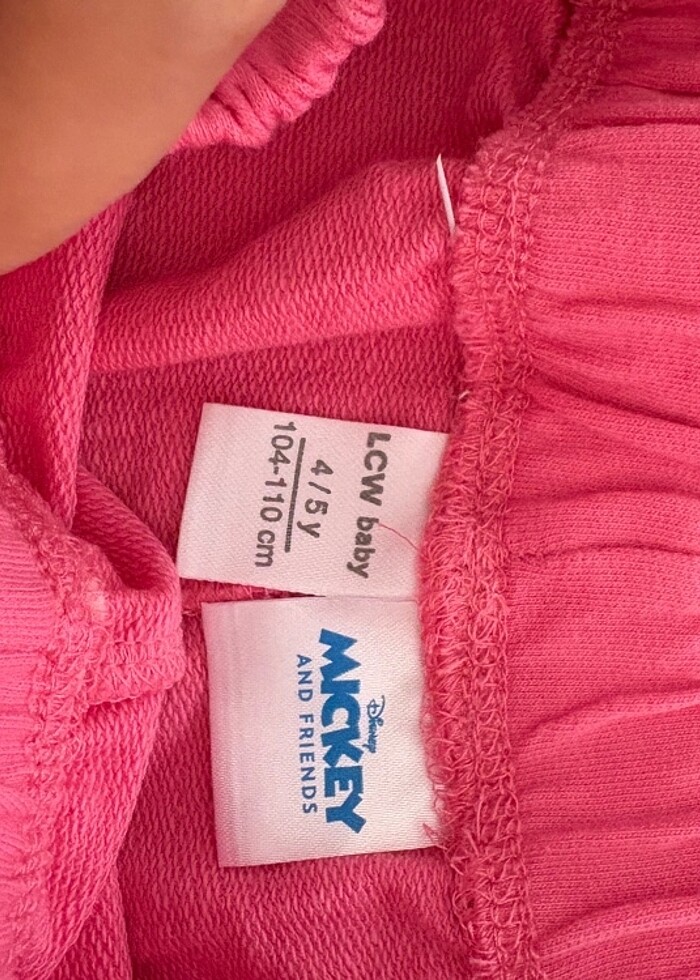 LCW baby
4/5 y
104-110 cm
Disney
MICKEY
AND FRIENDS